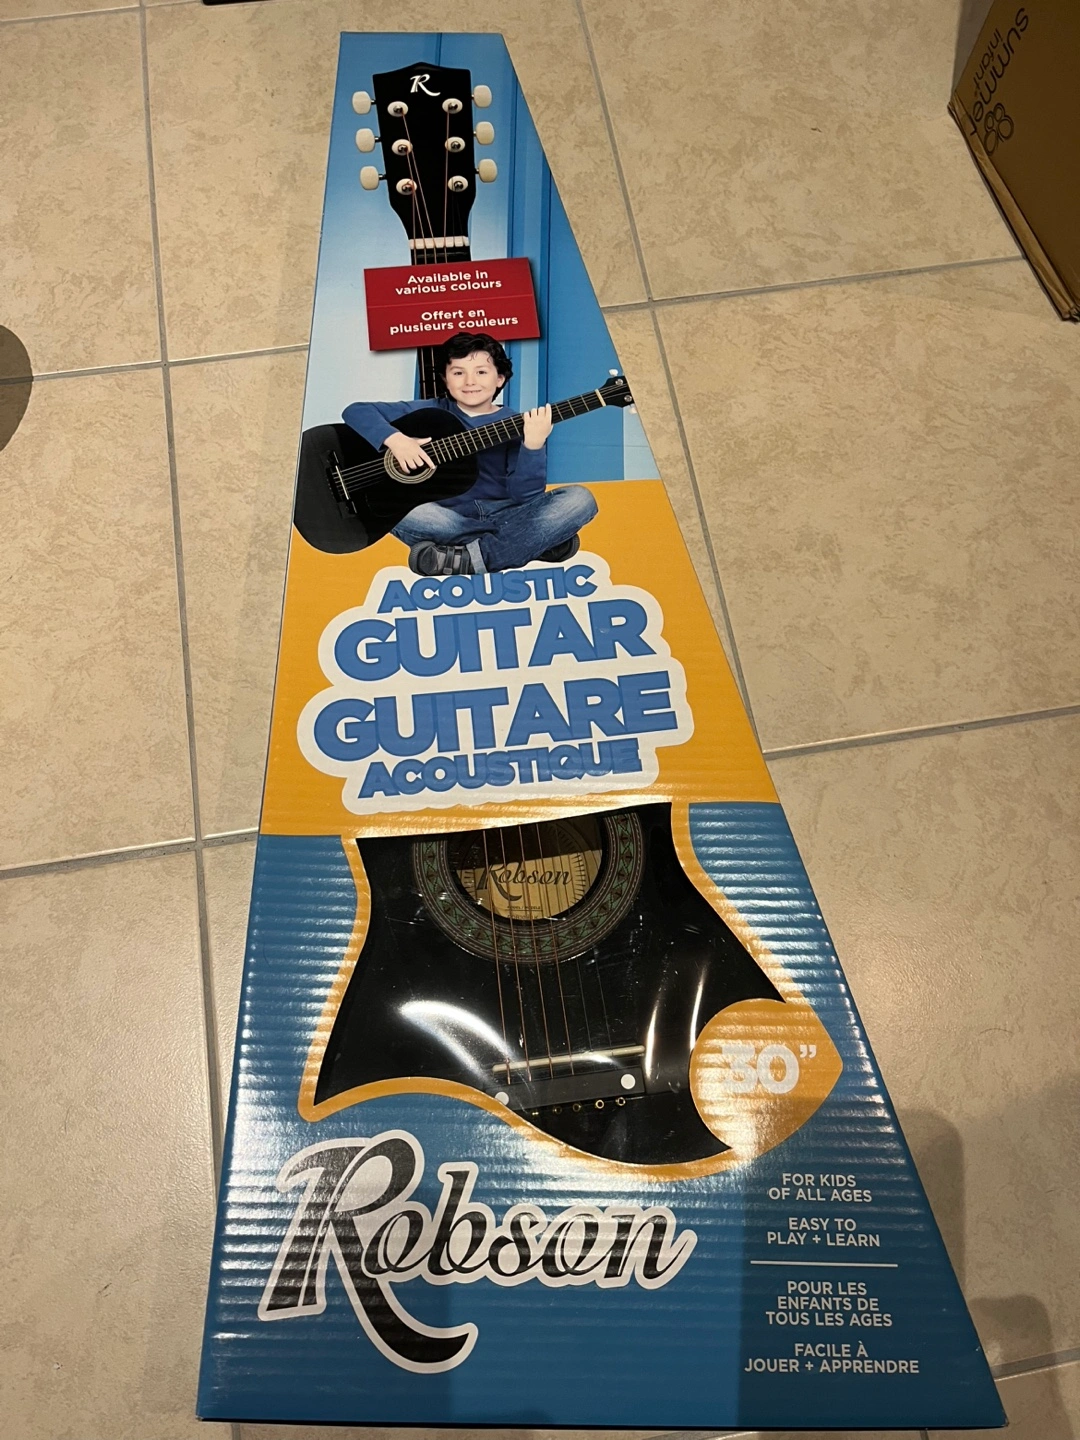 R
Available in
various colours
Offert en
plusieurs couleurs
ACOUSTIC
GUITAR
GUITARE
ACOUSTIQUE
Robson
30”
Robson
FOR KIDS
OF ALL AGES
EASY TO
PLAY + LEARN
POUR LES
ENFANTS DE
TOUS LES AGES
FACILE À
JOUER + APPRENDRE
summer
infant